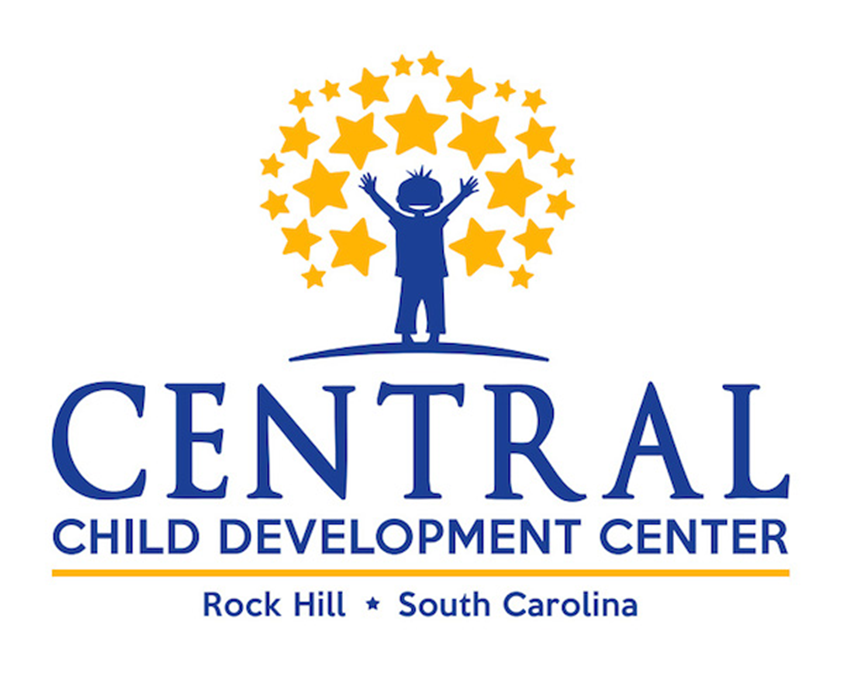 CENTRAL
CHILD DEVELOPMENT CENTER
Rock Hill ★ South Carolina